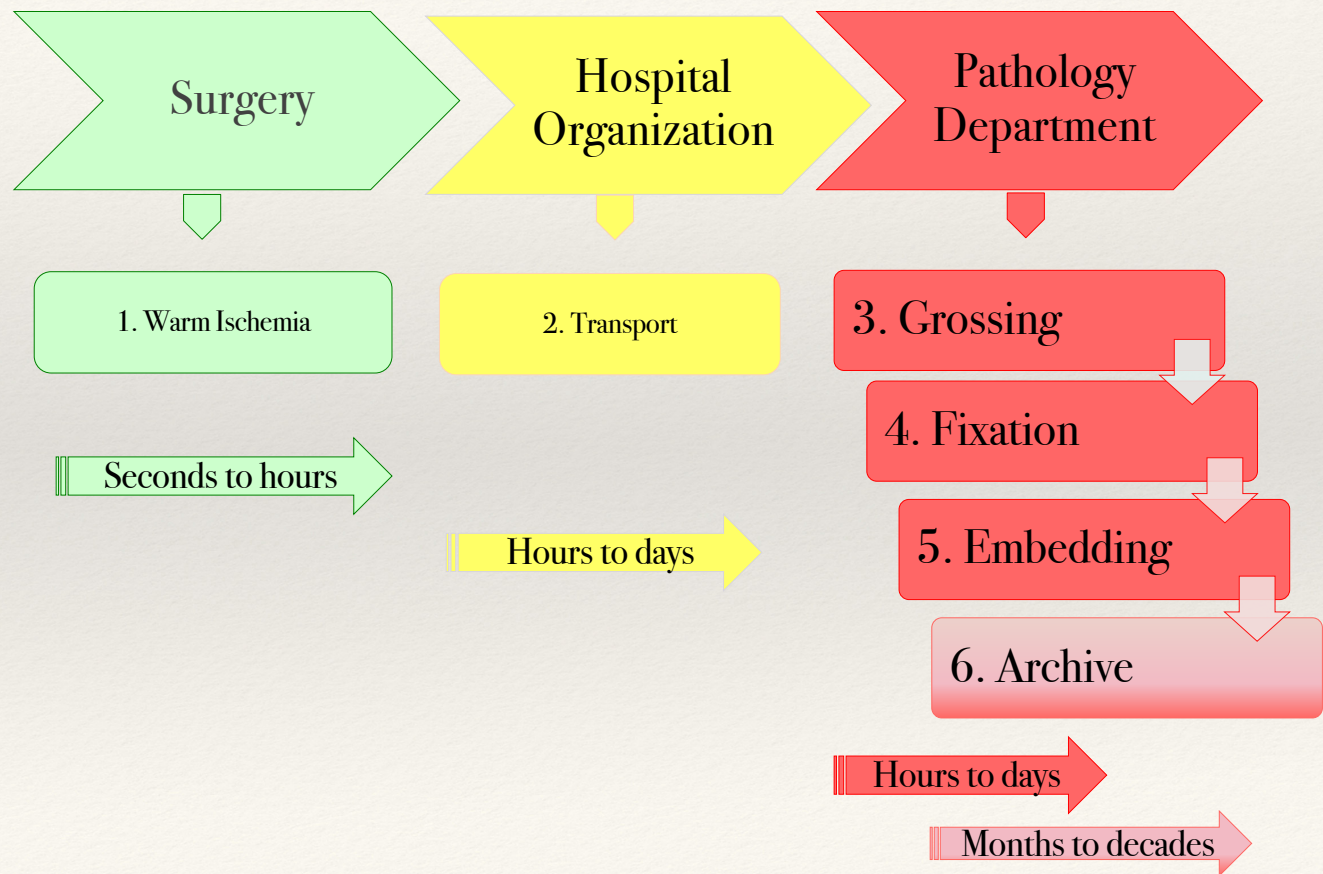 Surgery
Hospital
Organization
Pathology
Department
1. Warm Ischemia
2. Transport
3. Grossing
4. Fixation
5. Embedding
6. Archive
Seconds to hours
Hours to days
Hours to days
Months to decades